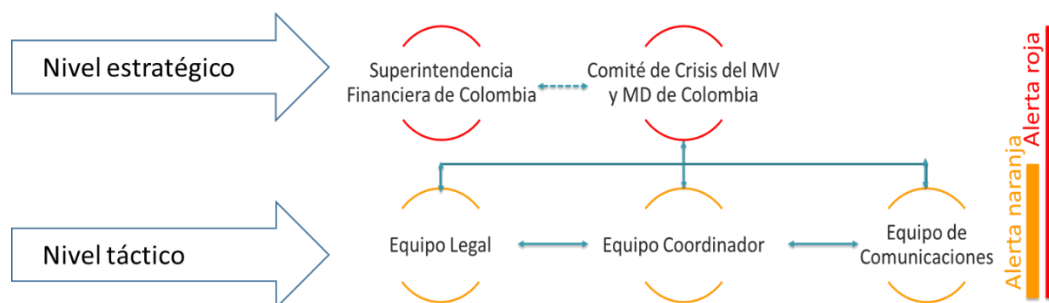 Nivel estratégico
Superintendencia
Financiera de Colombia
Comité de Crisis del MV
y MD de Colombia
Alerta roja
Alerta naranja
Nivel táctico
Equipo Legal
Equipo Coordinador
Equipo de
Comunicaciones